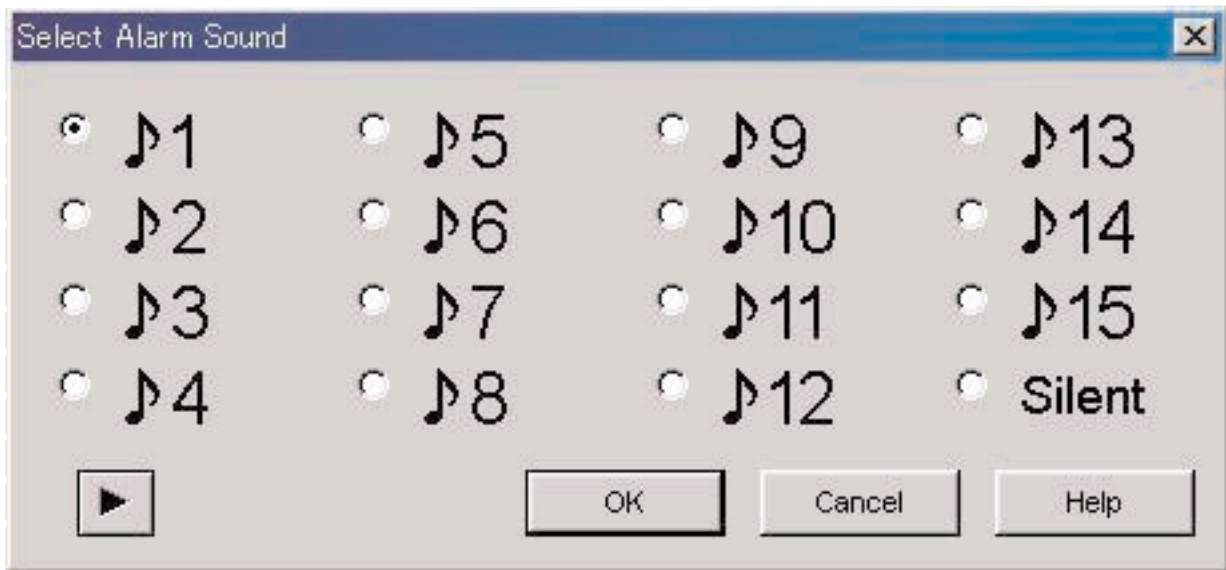 Select Alarm Sound
♪1 ♪5 ♪9 ♪13
♪2 ♪6 ♪10 ♪14
♪3 ♪7 ♪11 ♪15
♪4 ♪8 ♪12 Silent
OK Cancel Help